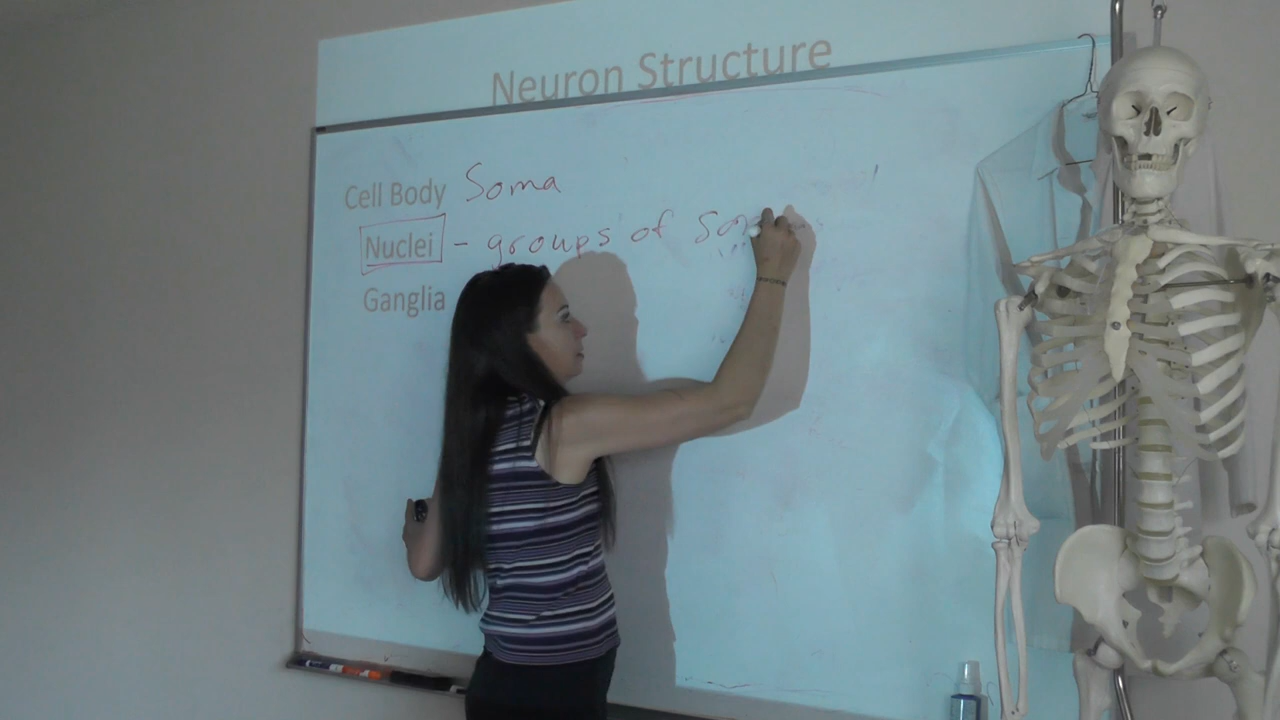 Neuron Structure
Cell Body Soma
Nuclei - groups of
Ganglia